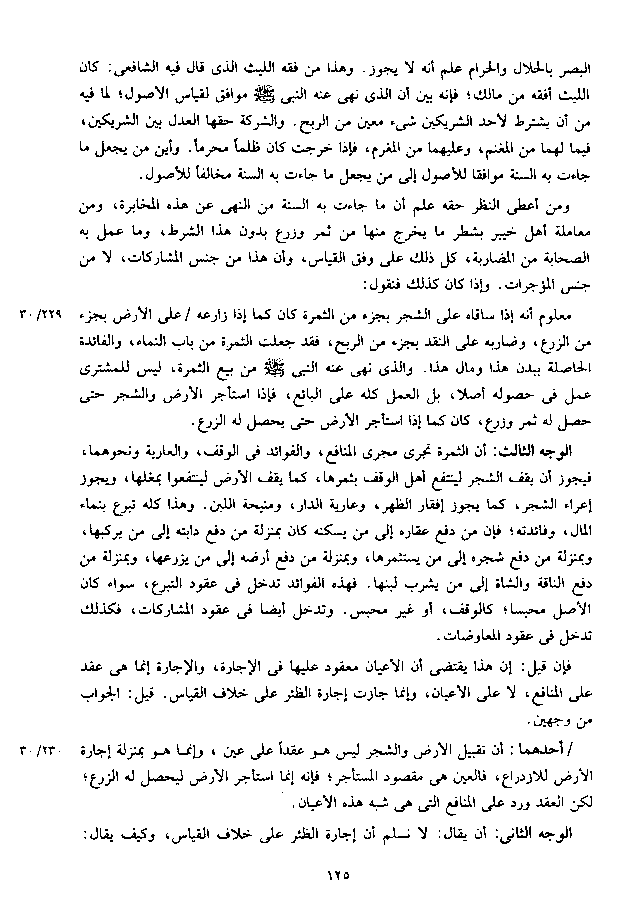 البصر بالحلال والحرام علم أنه لا يجوز. وهذا من فقه الليث الذى قال فيه الشافعى: كان
الليث أفقه من مالك؛ فإنه بين أن الذى نهى عنه النبى ﷺ موافق لقياس الأصول؛ لما فيه
من أن يشترط لأحد الشريكين شىء معين من الربح. والشركة حقها العدل بين الشريكين،
فيما لهما من المغنم، وعليهما من المغرم، فإذا خرجت كان ظلماً محرماً. وأين من يجعل ما
جاءت به السنة موافقا للأصول إلى من يجعل ما جاءت به السنة مخالفاً للأصول.
ومن أعطى النظر حقه علم أن ما جاءت به السنة من النهى عن هذه المخابرة، ومن
معاملة أهل خيبر بشطر ما يخرج منها من ثمر وزرع بدون هذا الشرط، وما عمل به
الصحابة من المضاربة، كل ذلك على وفق القياس، وأن هذا من جنس المشاركات، لا من
جنس المؤجرات. وإذا كان كذلك فنقول:
معلوم أنه إذا ساقاه على الشجر بجزء من الثمرة كان كما إذا زارعه / على الأرض بجزء ٣٠/٢٢٩
من الزرع، وضاربه على النقد بجزء من الربح، فقد جعلت الثمرة من باب النماء، والفائدة
الحاصلة ببدن هذا ومال هذا. والذى نهى عنه النبى ﷺ من بيع الثمرة، ليس للمشترى
عمل فى حصوله أصلا، بل العمل كله على البائع، فإذا استأجر الأرض والشجر حتى
حصل له ثمر وزرع، كان كما إذا استأجر الأرض حتى يحصل له الزرع.
الوجه الثالث: أن الثمرة تجرى مجرى المنافع، والفوائد فى الوقف، والعارية ونحوهما،
فيجوز أن يقف الشجر لينتفع أهل الوقف بثمرها، كما يقف الأرض لينتفعوا بمغلها، ويجوز
إعراء الشجر، كما يجوز إفقار الظهر، وعارية الدار، ومنيحة اللبن. وهذا كله تبرع بنماء
المال، وفائدته؛ فإن من دفع عقاره إلى من يسكنه كان بمنزلة من دفع دابته إلى من يركبها،
وبمنزلة من دفع شجره إلى من يستثمرها، وبمنزلة من دفع أرضه إلى من يزرعها، وبمنزلة من
دفع الناقة والشاة إلى من يشرب لبنها. فهذه الفوائد تدخل فى عقود التبرع، سواء كان
الأصل محبسا؛ كالوقف، أو غير محبس. وتدخل أيضا فى عقود المشاركات، فكذلك
تدخل فى عقود المعاوضات.
فإن قيل: إن هذا يقتضى أن الأعيان معقود عليها فى الإجارة، والإجارة إنما هى عقد
على المنافع، لا على الأعيان، وإنما جازت إجارة الظئر على خلاف القياس. قيل: الجواب
من وجهين.
/ أحدهما: أن تقبيل الأرض والشجر ليس هو عقداً على عين ، وإنما هو بمنزلة إجارة ٣٠/٢٣٠
الأرض للازدراع، فالعين هى مقصود المستأجر؛ فإنه إنما استأجر الأرض ليحصل له الزرع؛
لكن العقد ورد على المنافع التى هى شبه هذه الأعيان.
الوجه الثانى: أن يقال: لا نسلم أن إجارة الظئر على خلاف القياس، وكيف يقال:
١٢٥